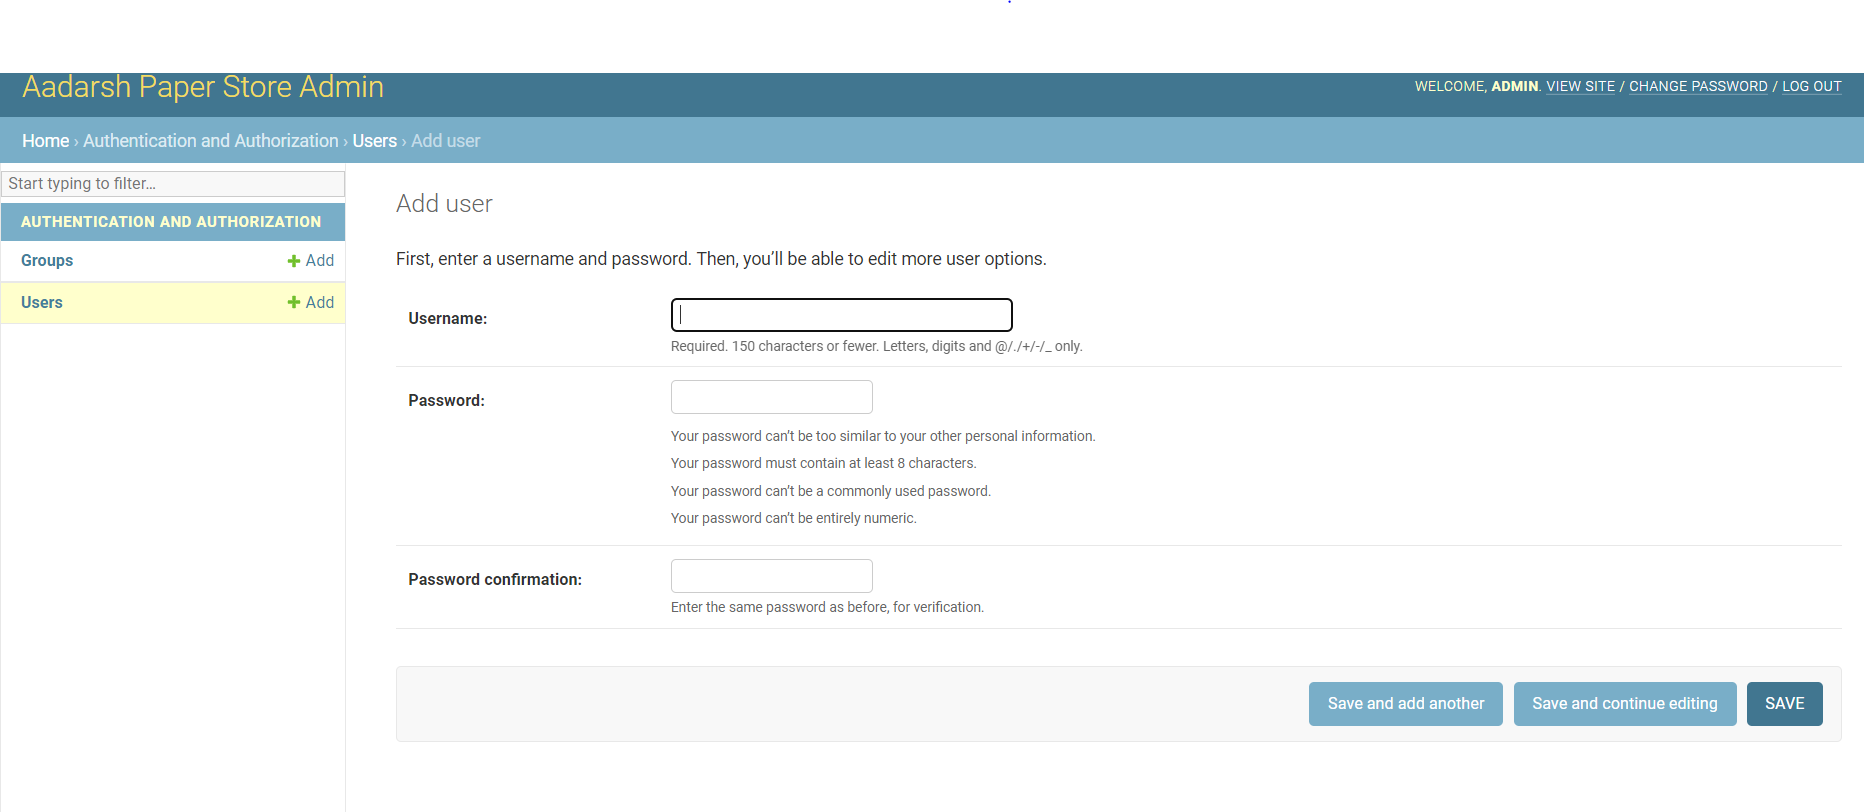 Aadarsh Paper Store Admin
WELCOME, ADMIN. VIEW SITE / CHANGE PASSWORD / LOG OUT
Home › Authentication and Authorization › Users › Add user
Start typing to filter...
AUTHENTICATION AND AUTHORIZATION
Groups + Add
Users + Add
Add user
First, enter a username and password. Then, you’ll be able to edit more user options.
Username:
Required. 150 characters or fewer. Letters, digits and @/./+/-/_ only.
Password:
Your password can’t be too similar to your other personal information.
Your password must contain at least 8 characters.
Your password can’t be a commonly used password.
Your password can’t be entirely numeric.
Password confirmation:
Enter the same password as before, for verification.
Save and add another
Save and continue editing
SAVE